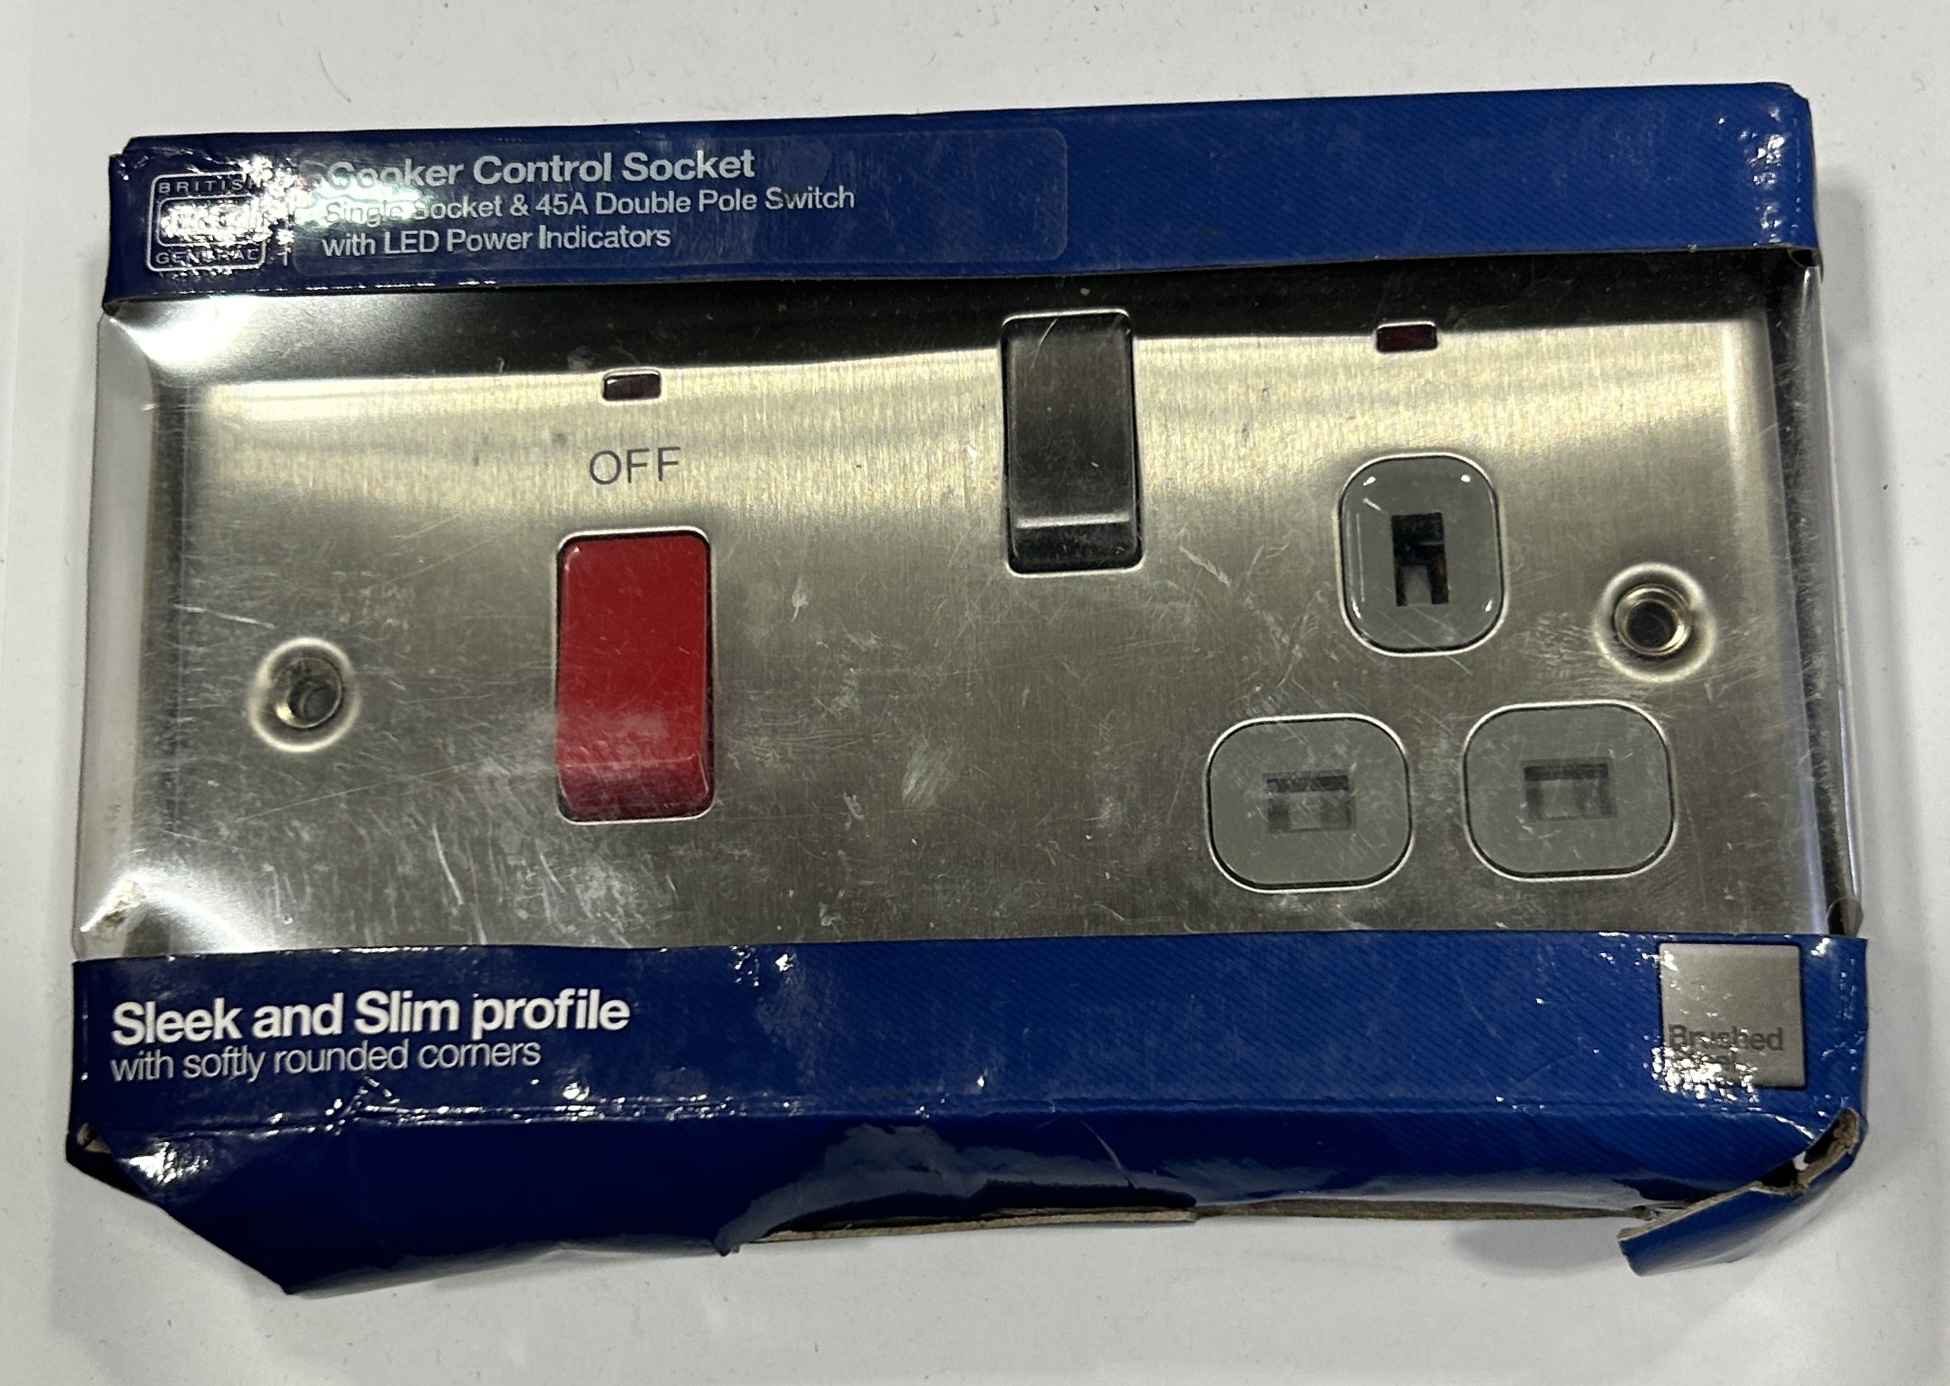 BRITISH
GENERAL
Cooker Control Socket
Single Socket & 45A Double Pole Switch
with LED Power Indicators
OFF
Sleek and Slim profile
with softly rounded corners
Brushed
Steel